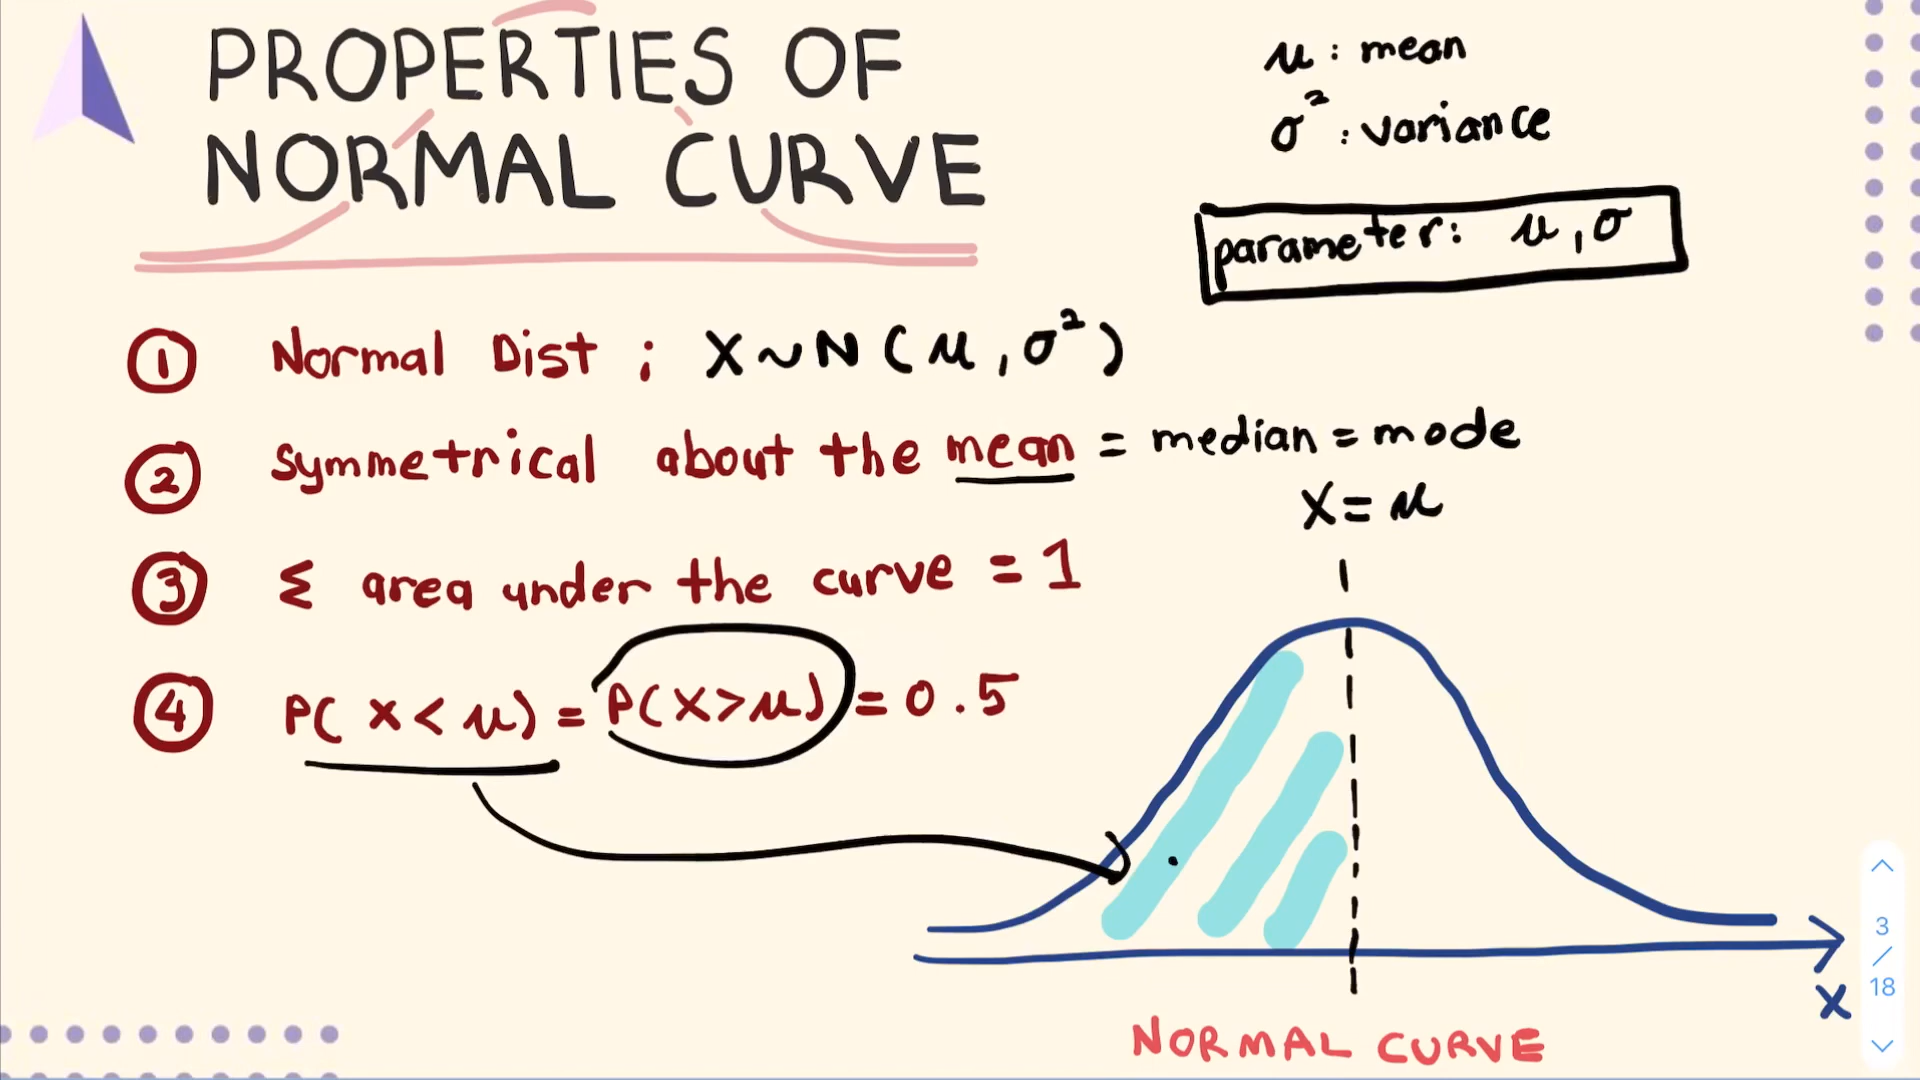 PROPERTIES OF
NORMAL CURVE
μ : mean
σ² : variance
parameter: μ, σ
① Normal Dist ; X ~ N ( μ , σ² )
② Symmetrical about the mean = median = mode
X = μ
③ Σ area under the curve = 1
④ P( x < μ ) = P( X > μ ) = 0.5
3
/
18
X
NORMAL CURVE